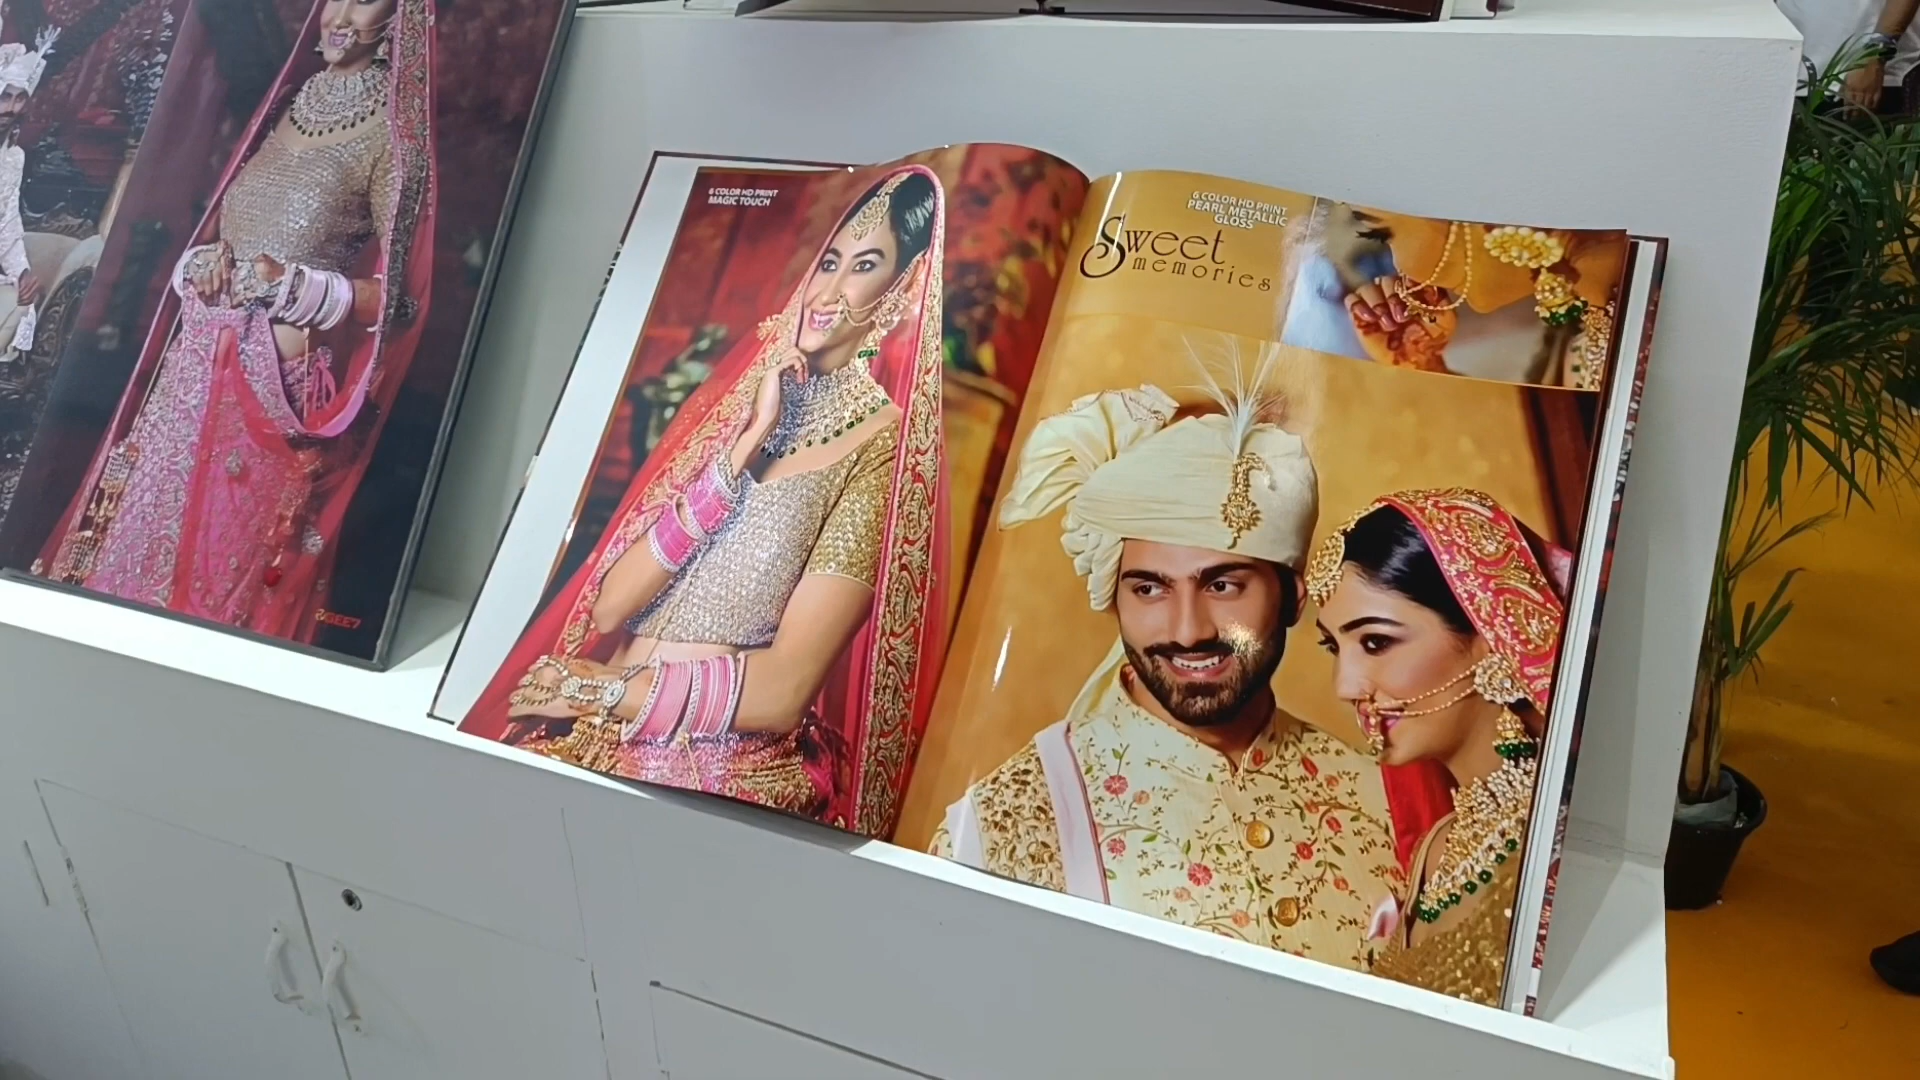 6 COLOR HD PRINT
MAGIC TOUCH
6 COLOR HD PRINT
PEARL METALLIC
GLOSS
Sweet
memories